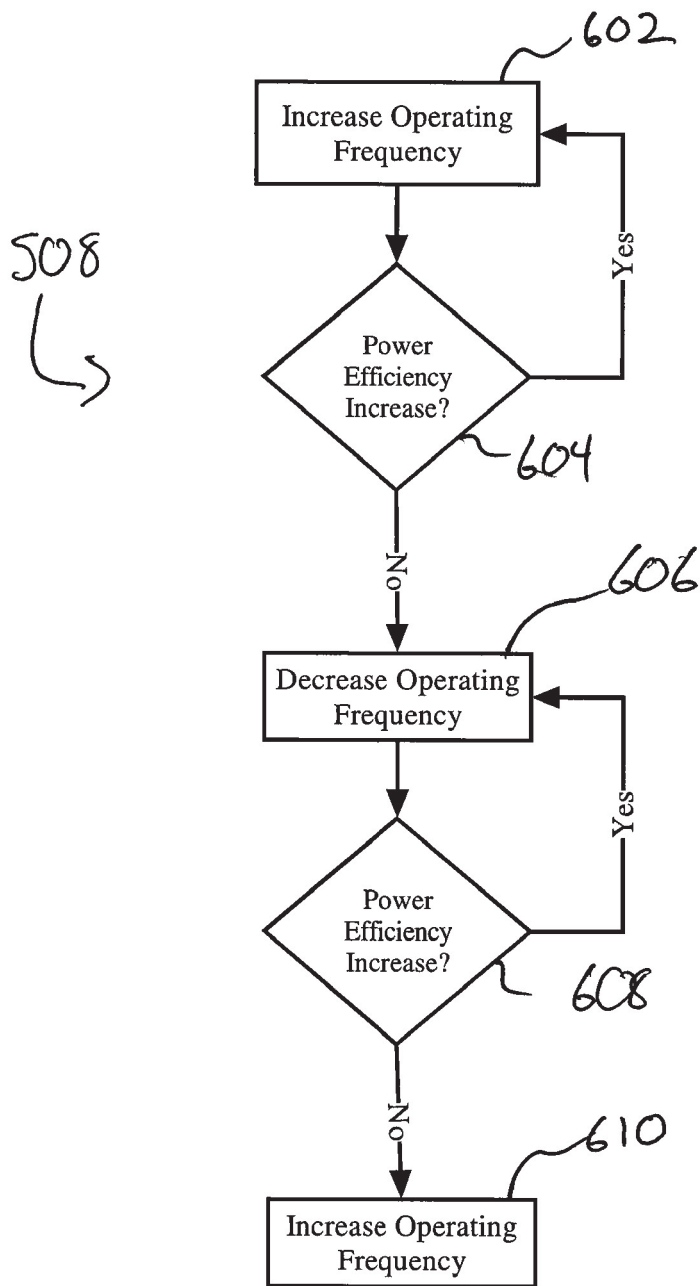 602
Increase Operating
Frequency
Yes
508
Power
Efficiency
Increase?
604
No
606
Decrease Operating
Frequency
Yes
Power
Efficiency
Increase?
608
No
610
Increase Operating
Frequency